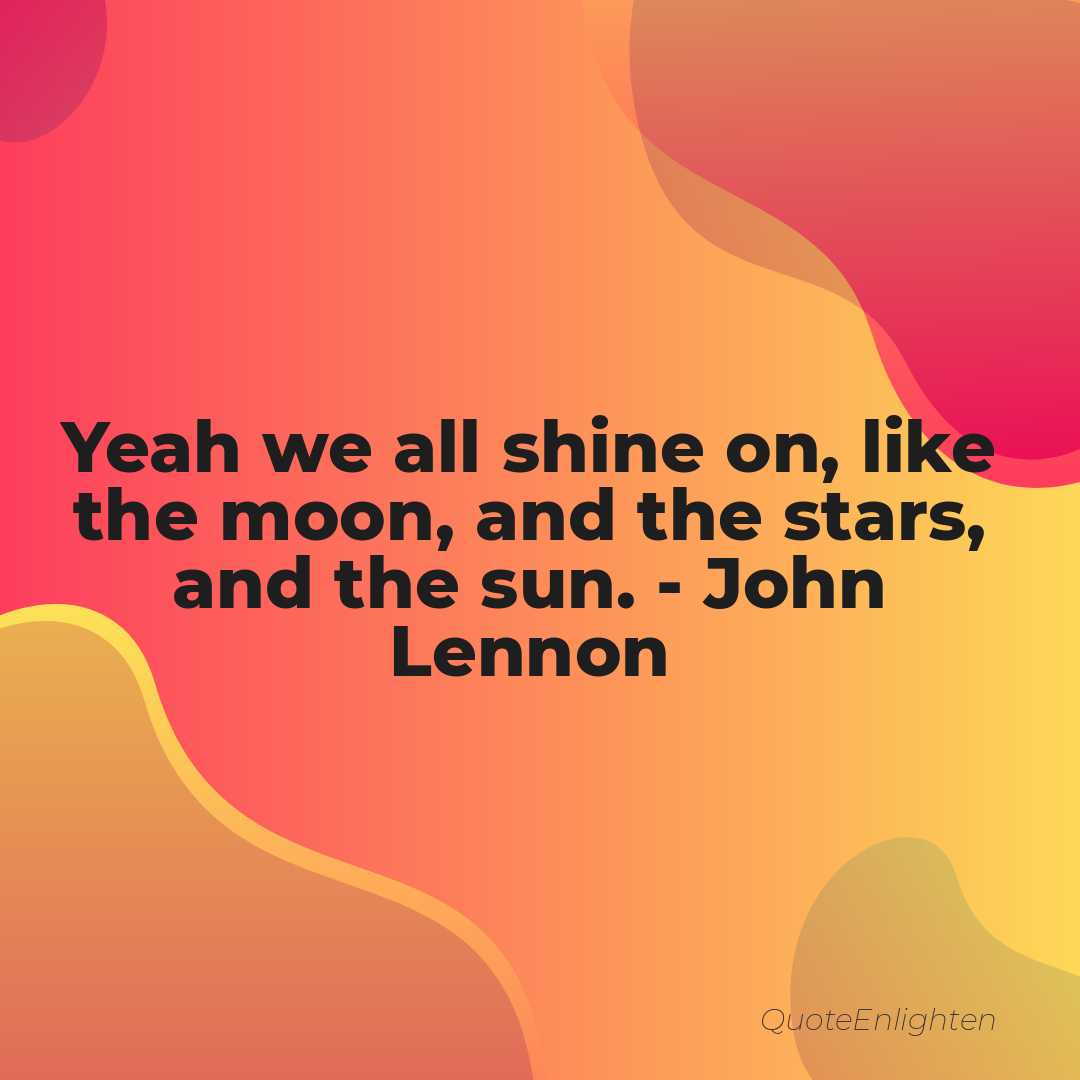 Yeah we all shine on, like
the moon, and the stars,
and the sun. - John
Lennon
QuoteEnlighten